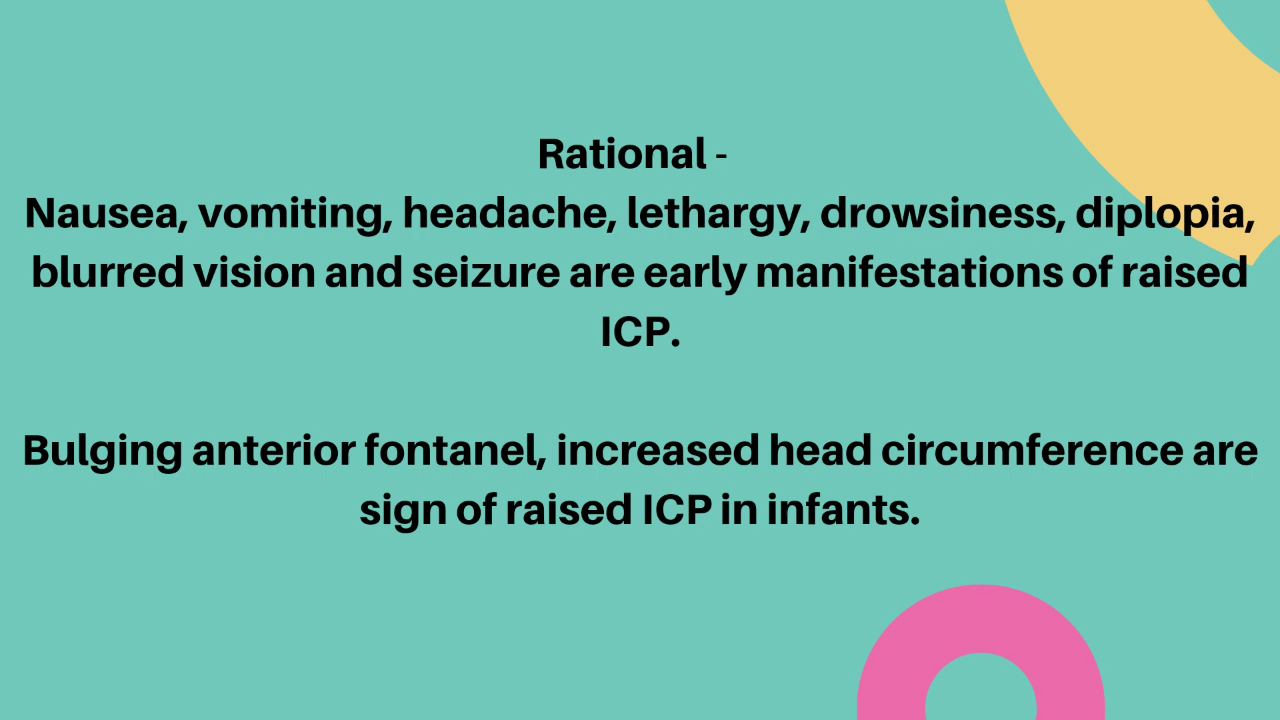 Rational -
Nausea, vomiting, headache, lethargy, drowsiness, diplopia,
blurred vision and seizure are early manifestations of raised
ICP.
Bulging anterior fontanel, increased head circumference are
sign of raised ICP in infants.